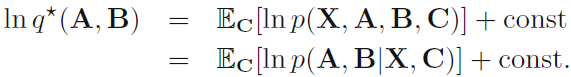 ln q⋆(A, B) = 𝔼_C[ln p(X, A, B, C)] + const
= 𝔼_C[ln p(A, B|X, C)] + const.